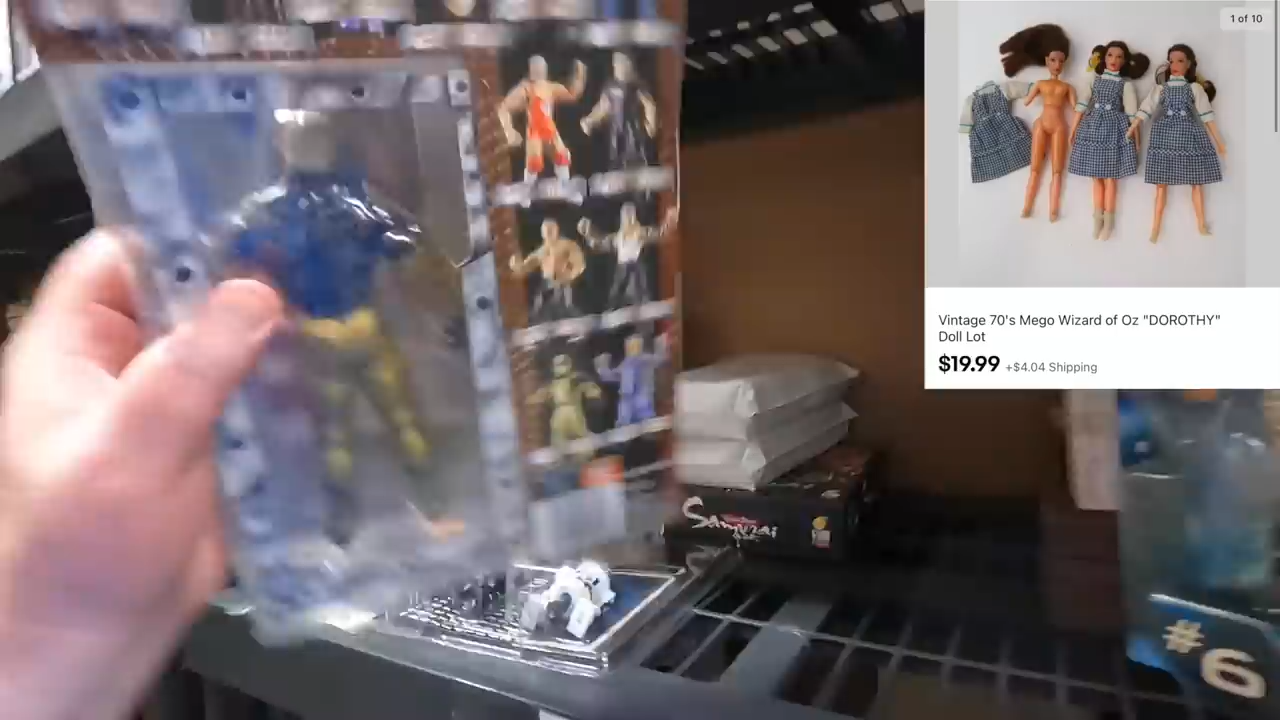 1 of 10
Vintage 70's Mego Wizard of Oz "DOROTHY"
Doll Lot
$19.99 +$4.04 Shipping
Samurai
#6